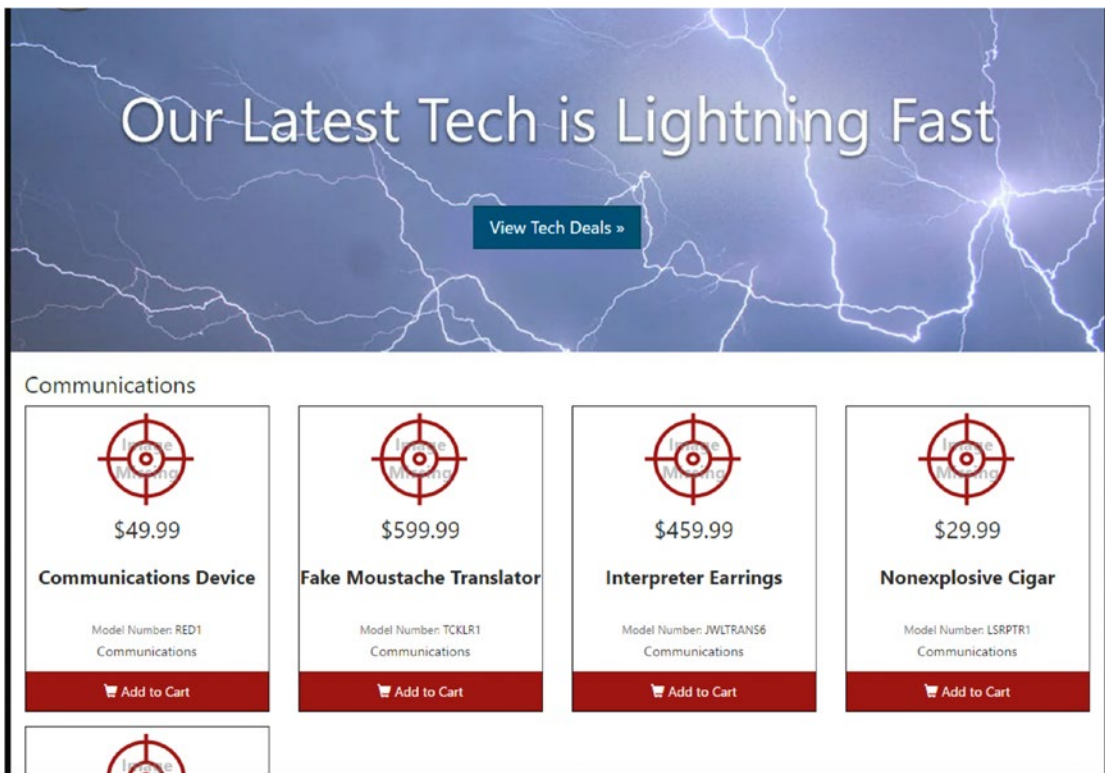 Our Latest Tech is Lightning Fast
View Tech Deals »
Communications
Image Missing
$49.99
Communications Device
Model Number: RED1
Communications
Add to Cart
Image Missing
$599.99
Fake Moustache Translator
Model Number: TCKLR1
Communications
Add to Cart
Image Missing
$459.99
Interpreter Earrings
Model Number: JWLTRANS6
Communications
Add to Cart
Image Missing
$29.99
Nonexplosive Cigar
Model Number: LSRPTR1
Communications
Add to Cart
Image